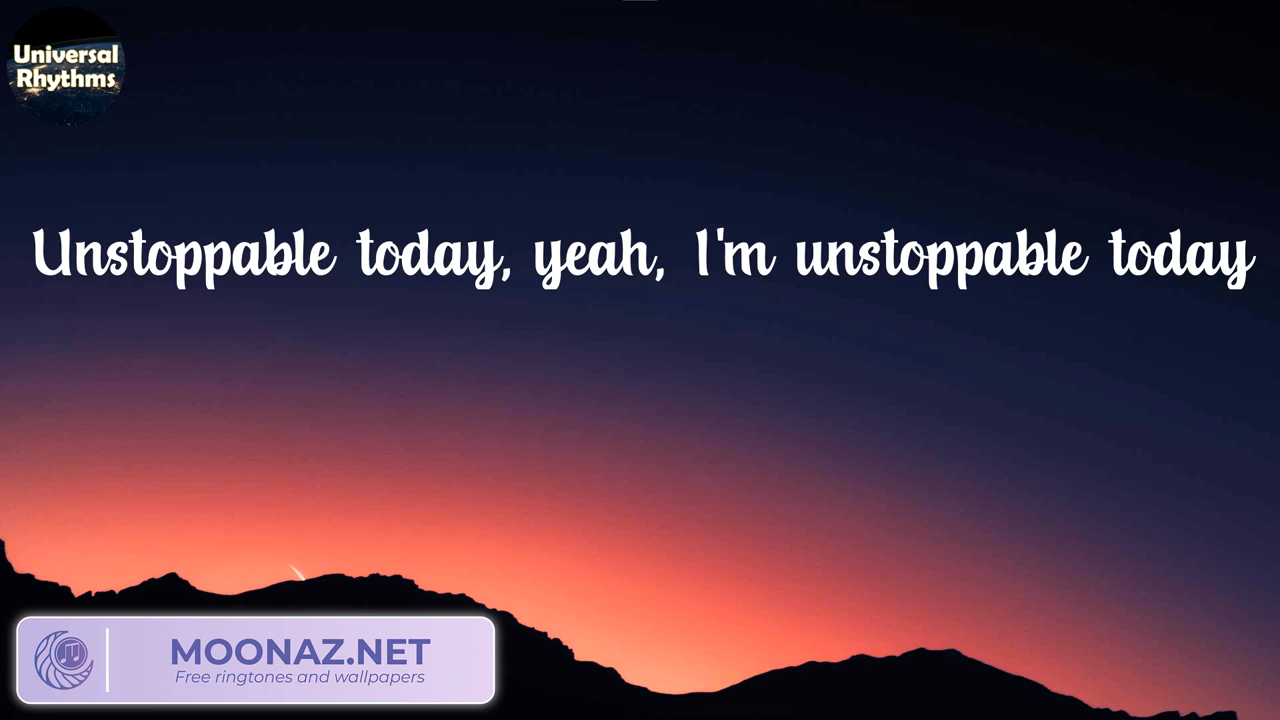 Universal
Rhythms
Unstoppable today, yeah, I'm unstoppable today
MOONAZ.NET
Free ringtones and wallpapers